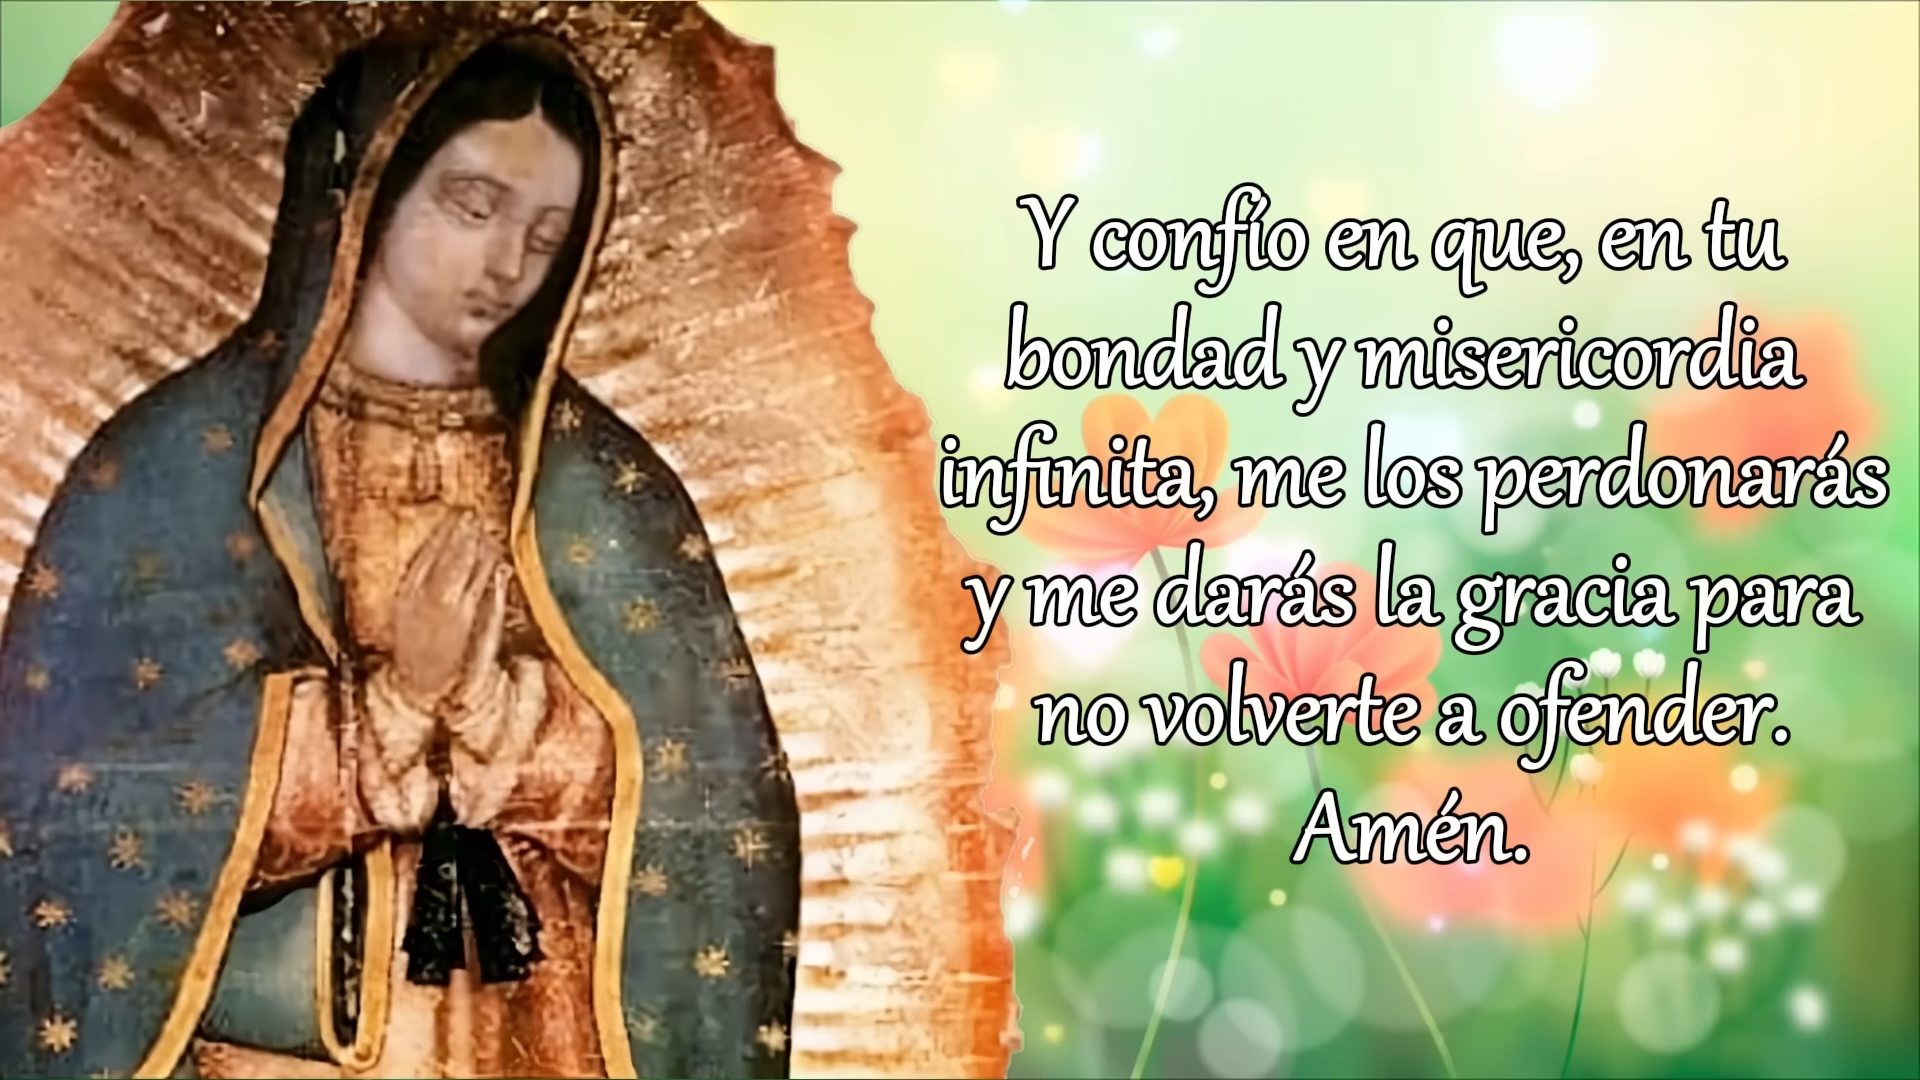 Y confío en que, en tu
bondad y misericordia
infinita, me los perdonarás
y me darás la gracia para
no volverte a ofender.
Amén.